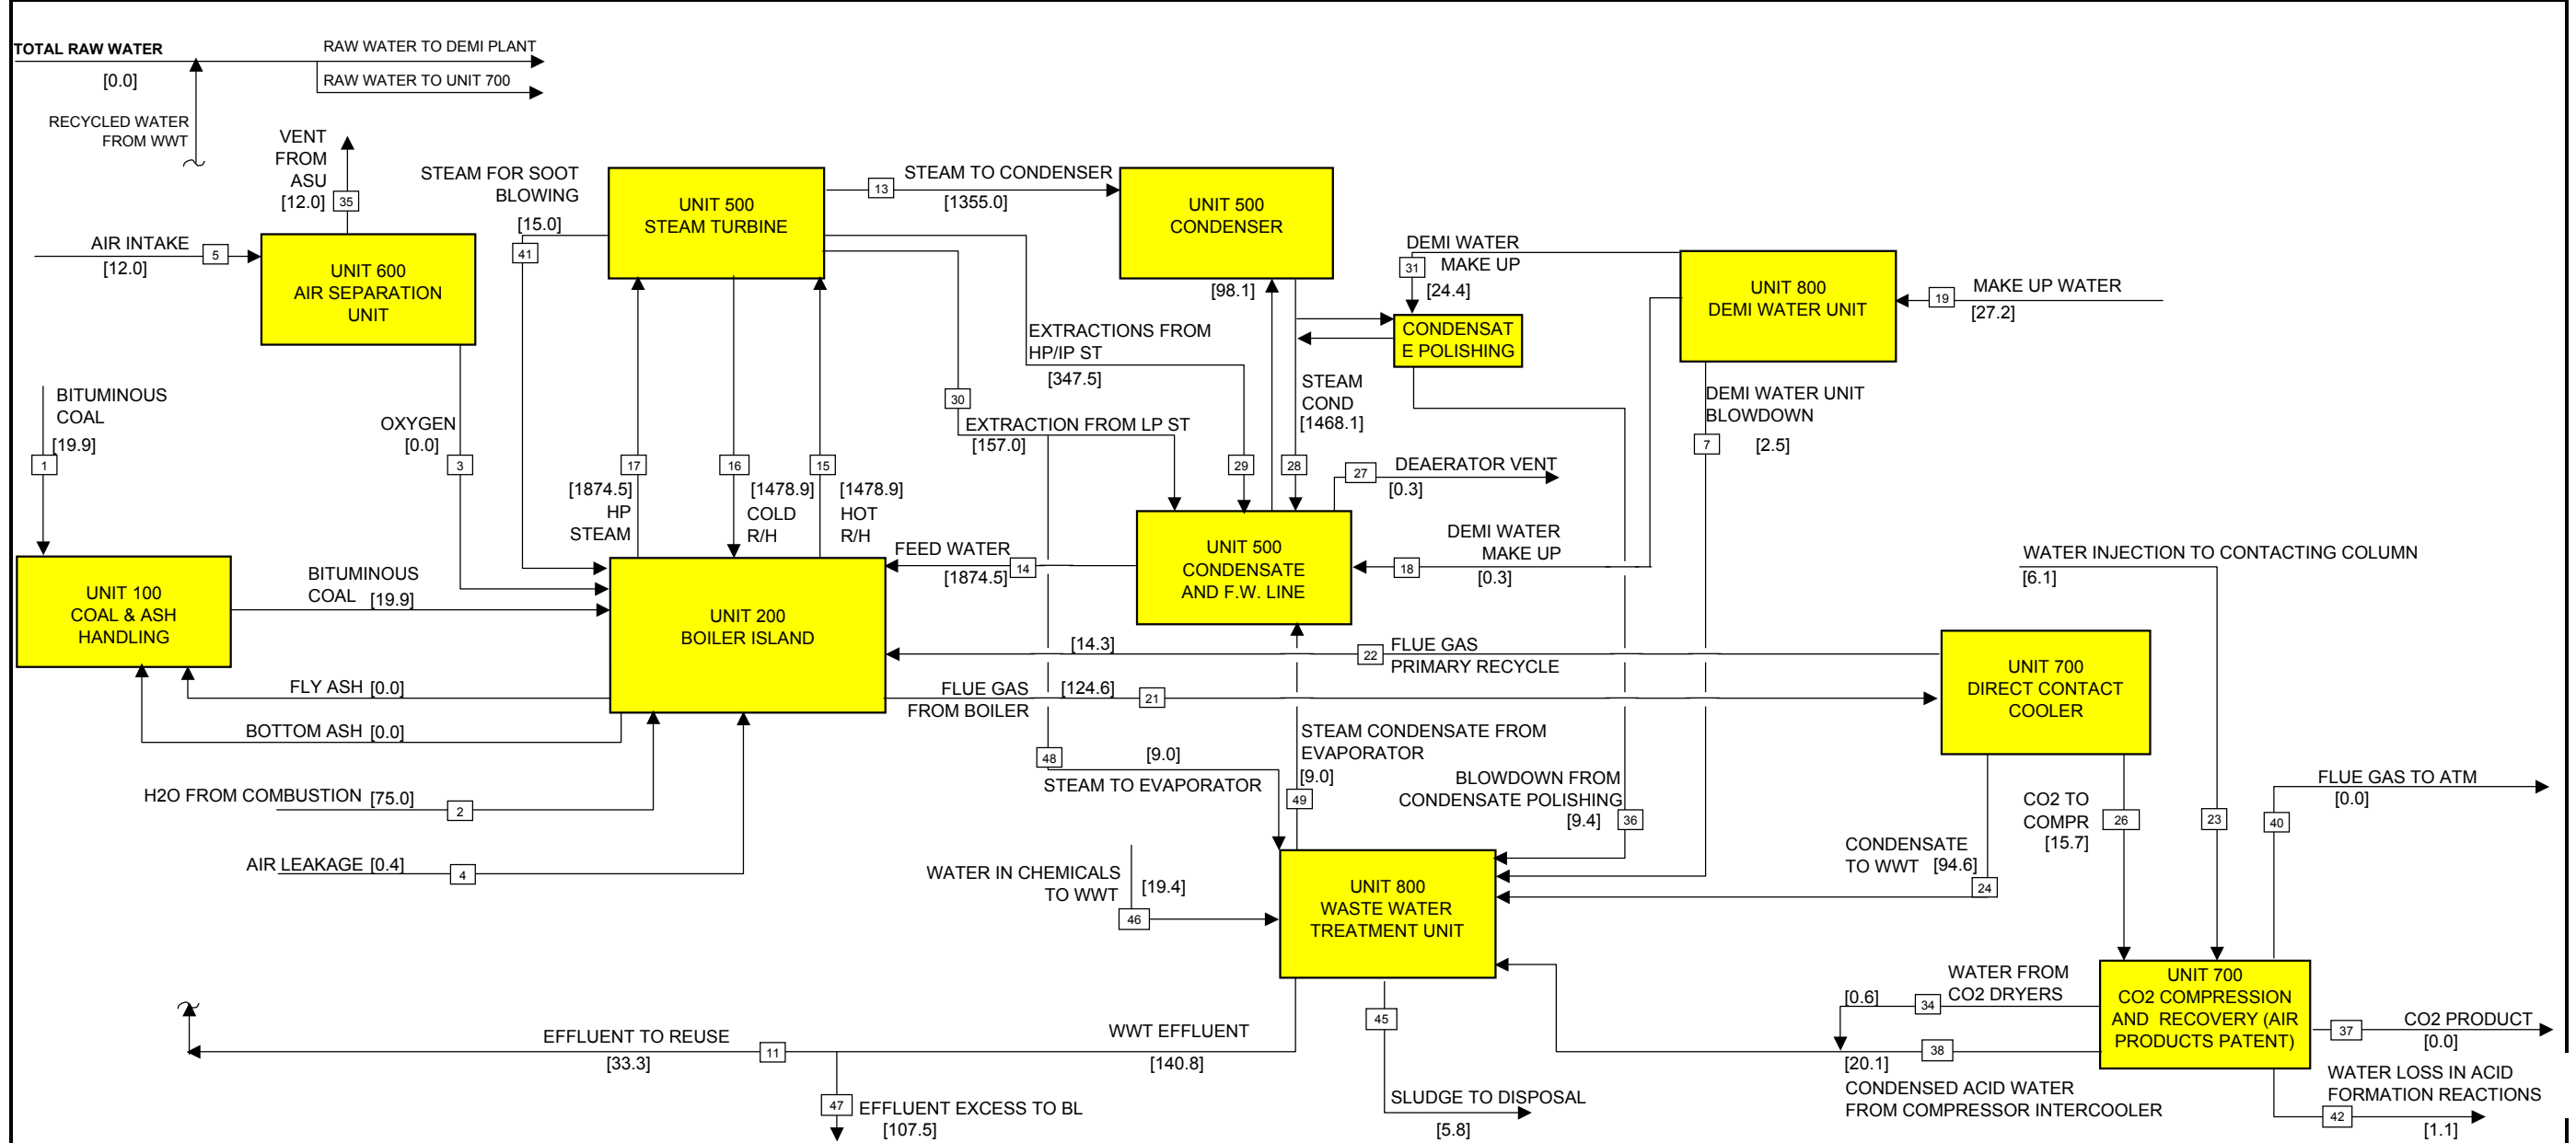 TOTAL RAW WATER
[0.0]
RAW WATER TO DEMI PLANT
RAW WATER TO UNIT 700
RECYCLED WATER
FROM WWT
VENT
FROM
ASU
[12.0]
35
AIR INTAKE
[12.0]
5
UNIT 600
AIR SEPARATION
UNIT
STEAM FOR SOOT
BLOWING
[15.0]
41
UNIT 500
STEAM TURBINE
13
STEAM TO CONDENSER
[1355.0]
UNIT 500
CONDENSER
[98.1]
DEMI WATER
MAKE UP
31
[24.4]
CONDENSAT
E POLISHING
UNIT 800
DEMI WATER UNIT
19
MAKE UP WATER
[27.2]
EXTRACTIONS FROM
HP/IP ST
[347.5]
30
EXTRACTION FROM LP ST
[157.0]
STEAM
COND
[1468.1]
29
28
27
DEAERATOR VENT
[0.3]
DEMI WATER UNIT
BLOWDOWN
7
[2.5]
BITUMINOUS
COAL
[19.9]
1
OXYGEN
[0.0]
3
17
[1874.5]
HP
STEAM
16
[1478.9]
COLD
R/H
15
[1478.9]
HOT
R/H
FEED WATER
[1874.5]
14
UNIT 500
CONDENSATE
AND F.W. LINE
DEMI WATER
MAKE UP
18
[0.3]
WATER INJECTION TO CONTACTING COLUMN
[6.1]
UNIT 100
COAL & ASH
HANDLING
BITUMINOUS
COAL
[19.9]
UNIT 200
BOILER ISLAND
[14.3]
22
FLUE GAS
PRIMARY RECYCLE
UNIT 700
DIRECT CONTACT
COOLER
FLY ASH [0.0]
FLUE GAS
FROM BOILER
[124.6]
21
BOTTOM ASH [0.0]
H2O FROM COMBUSTION [75.0]
2
AIR LEAKAGE [0.4]
4
48
[9.0]
STEAM TO EVAPORATOR
STEAM CONDENSATE FROM
EVAPORATOR
[9.0]
49
BLOWDOWN FROM
CONDENSATE POLISHING
[9.4]
36
CO2 TO
COMPR
[15.7]
26
23
FLUE GAS TO ATM
[0.0]
40
CONDENSATE
TO WWT [94.6]
24
WATER IN CHEMICALS
TO WWT
[19.4]
46
UNIT 800
WASTE WATER
TREATMENT UNIT
WATER FROM
CO2 DRYERS
[0.6]
34
UNIT 700
CO2 COMPRESSION
AND RECOVERY (AIR
PRODUCTS PATENT)
37
CO2 PRODUCT
[0.0]
38
[20.1]
CONDENSED ACID WATER
FROM COMPRESSOR INTERCOOLER
WATER LOSS IN ACID
FORMATION REACTIONS
42
[1.1]
EFFLUENT TO REUSE
[33.3]
11
WWT EFFLUENT
[140.8]
45
SLUDGE TO DISPOSAL
[5.8]
47
EFFLUENT EXCESS TO BL
[107.5]